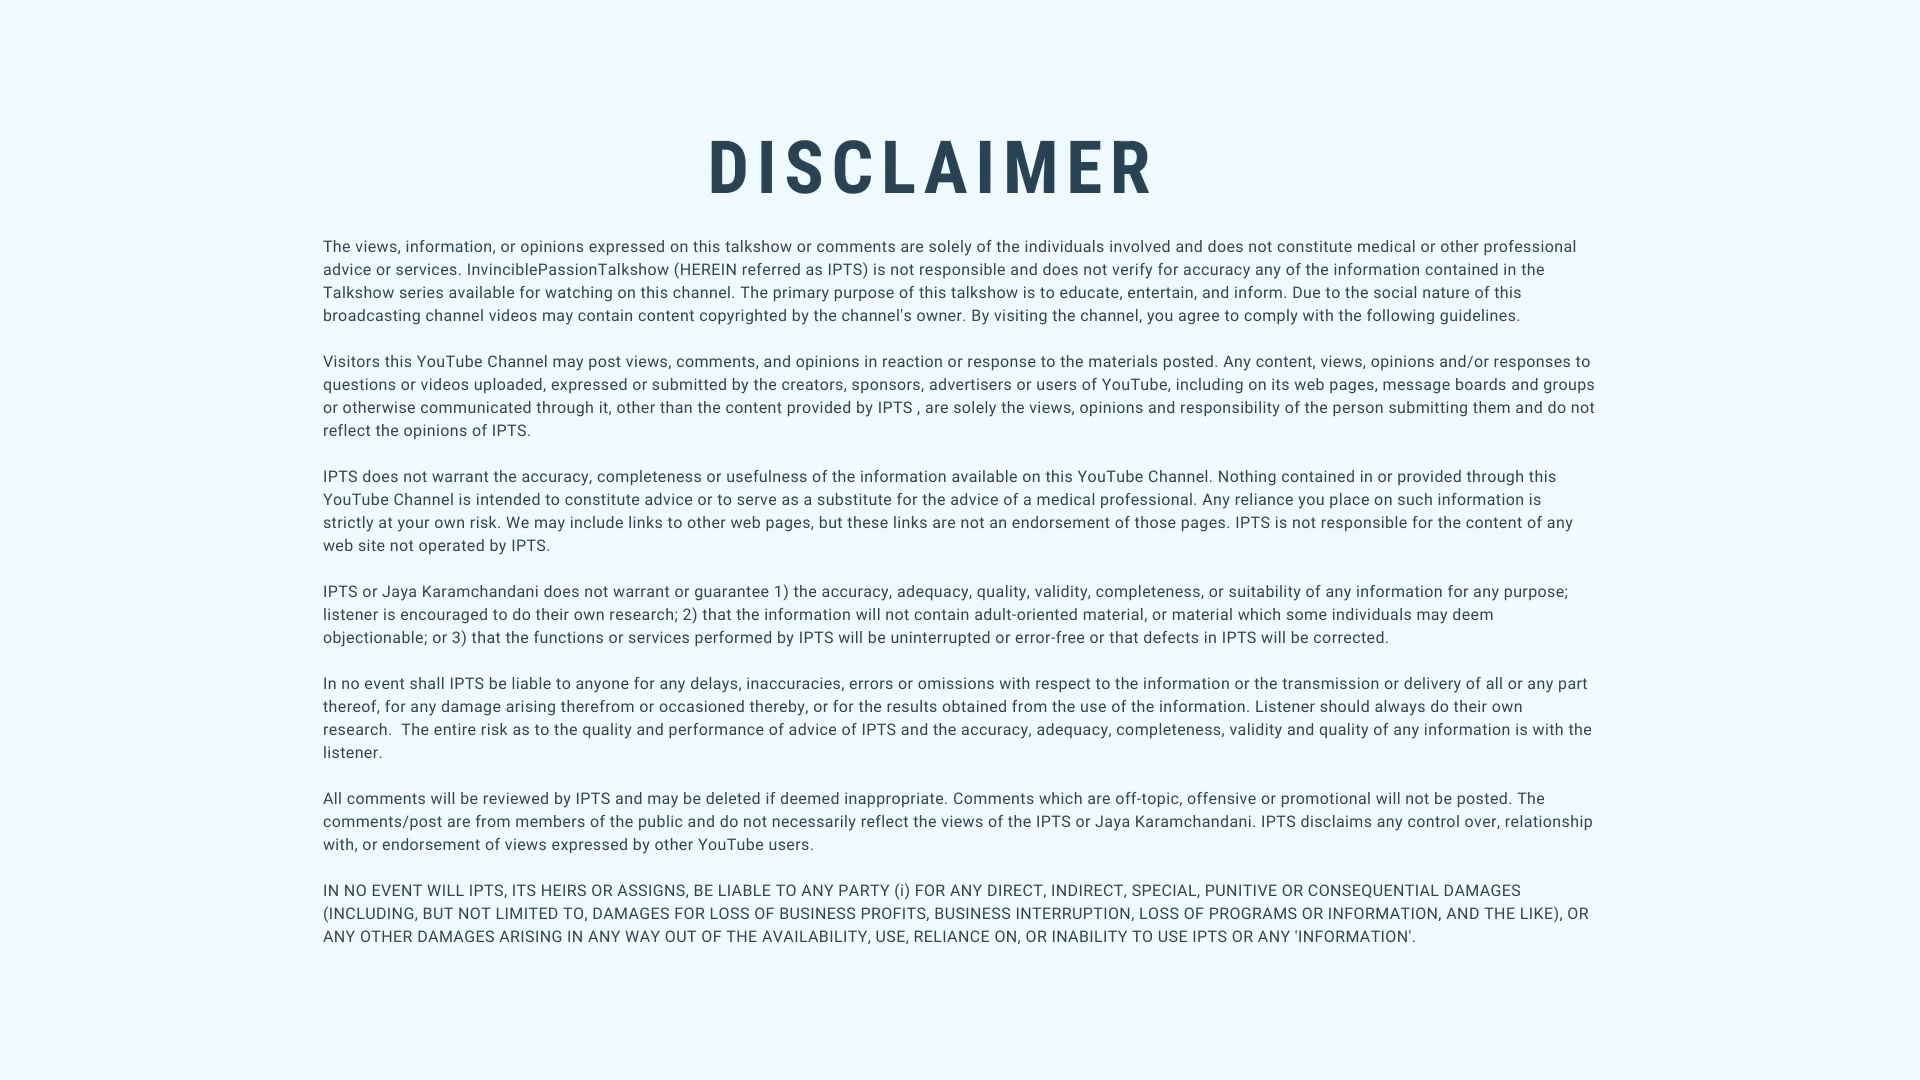 DISCLAIMER
The views, information, or opinions expressed on this talkshow or comments are solely of the individuals involved and does not constitute medical or other professional
advice or services. InvinciblePassionTalkshow (HEREIN referred as IPTS) is not responsible and does not verify for accuracy any of the information contained in the
Talkshow series available for watching on this channel. The primary purpose of this talkshow is to educate, entertain, and inform. Due to the social nature of this
broadcasting channel videos may contain content copyrighted by the channel's owner. By visiting the channel, you agree to comply with the following guidelines.
Visitors this YouTube Channel may post views, comments, and opinions in reaction or response to the materials posted. Any content, views, opinions and/or responses to
questions or videos uploaded, expressed or submitted by the creators, sponsors, advertisers or users of YouTube, including on its web pages, message boards and groups
or otherwise communicated through it, other than the content provided by IPTS , are solely the views, opinions and responsibility of the person submitting them and do not
reflect the opinions of IPTS.
IPTS does not warrant the accuracy, completeness or usefulness of the information available on this YouTube Channel. Nothing contained in or provided through this
YouTube Channel is intended to constitute advice or to serve as a substitute for the advice of a medical professional. Any reliance you place on such information is
strictly at your own risk. We may include links to other web pages, but these links are not an endorsement of those pages. IPTS is not responsible for the content of any
web site not operated by IPTS.
IPTS or Jaya Karamchandani does not warrant or guarantee 1) the accuracy, adequacy, quality, validity, completeness, or suitability of any information for any purpose;
listener is encouraged to do their own research; 2) that the information will not contain adult-oriented material, or material which some individuals may deem
objectionable; or 3) that the functions or services performed by IPTS will be uninterrupted or error-free or that defects in IPTS will be corrected.
In no event shall IPTS be liable to anyone for any delays, inaccuracies, errors or omissions with respect to the information or the transmission or delivery of all or any part
thereof, for any damage arising therefrom or occasioned thereby, or for the results obtained from the use of the information. Listener should always do their own
research.  The entire risk as to the quality and performance of advice of IPTS and the accuracy, adequacy, completeness, validity and quality of any information is with the
listener.
All comments will be reviewed by IPTS and may be deleted if deemed inappropriate. Comments which are off-topic, offensive or promotional will not be posted. The
comments/post are from members of the public and do not necessarily reflect the views of the IPTS or Jaya Karamchandani. IPTS disclaims any control over, relationship
with, or endorsement of views expressed by other YouTube users.
IN NO EVENT WILL IPTS, ITS HEIRS OR ASSIGNS, BE LIABLE TO ANY PARTY (i) FOR ANY DIRECT, INDIRECT, SPECIAL, PUNITIVE OR CONSEQUENTIAL DAMAGES
(INCLUDING, BUT NOT LIMITED TO, DAMAGES FOR LOSS OF BUSINESS PROFITS, BUSINESS INTERRUPTION, LOSS OF PROGRAMS OR INFORMATION, AND THE LIKE), OR
ANY OTHER DAMAGES ARISING IN ANY WAY OUT OF THE AVAILABILITY, USE, RELIANCE ON, OR INABILITY TO USE IPTS OR ANY 'INFORMATION'.